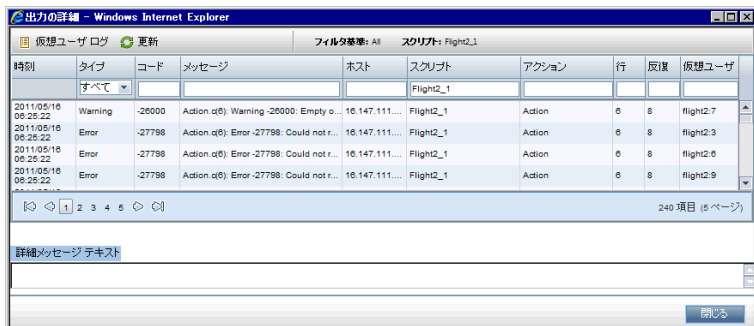 出力の詳細 - Windows Internet Explorer
仮想ユーザ ログ 更新 フィルタ基準: All スクリプト: Flight2_1
時刻 タイプ コード メッセージ ホスト スクリプト アクション 行 反復 仮想ユーザ
すべて Flight2_1
2011/05/16 06:25:22 Warning -26000 Action.c(6): Warning -26000: Empty o... 16.147.111.... Flight2_1 Action 6 8 flight2:7
2011/05/16 06:25:22 Error -27798 Action.c(6): Error -27798: Could not r... 16.147.111.... Flight2_1 Action 6 8 flight2:3
2011/05/16 06:25:22 Error -27798 Action.c(6): Error -27798: Could not r... 16.147.111.... Flight2_1 Action 6 8 flight2:6
2011/05/16 06:25:22 Error -27798 Action.c(6): Error -27798: Could not r... 16.147.111.... Flight2_1 Action 6 8 flight2:9
1 2 3 4 5 240 項目 (5 ページ)
詳細メッセージ テキスト
閉じる